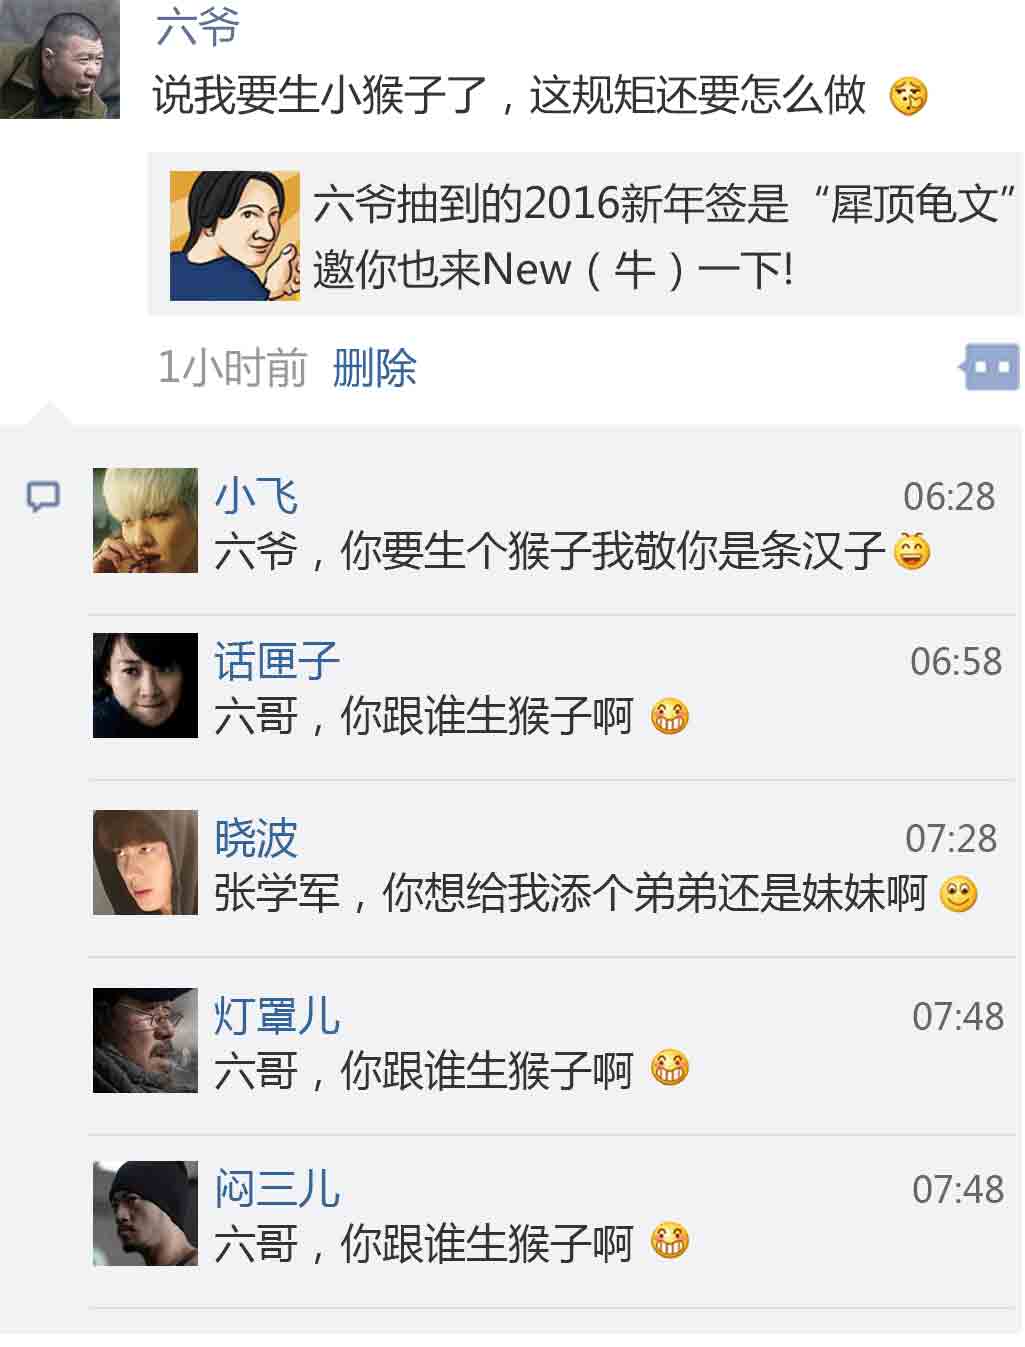 六爷
说我要生小猴子了，这规矩还要怎么做
六爷抽到的2016新年签是“犀顶龟文”
邀你也来New（牛）一下!
1小时前 删除
小飞 06:28
六爷，你要生个猴子我敬你是条汉子
话匣子 06:58
六哥，你跟谁生猴子啊
晓波 07:28
张学军，你想给我添个弟弟还是妹妹啊
灯罩儿 07:48
六哥，你跟谁生猴子啊
闷三儿 07:48
六哥，你跟谁生猴子啊